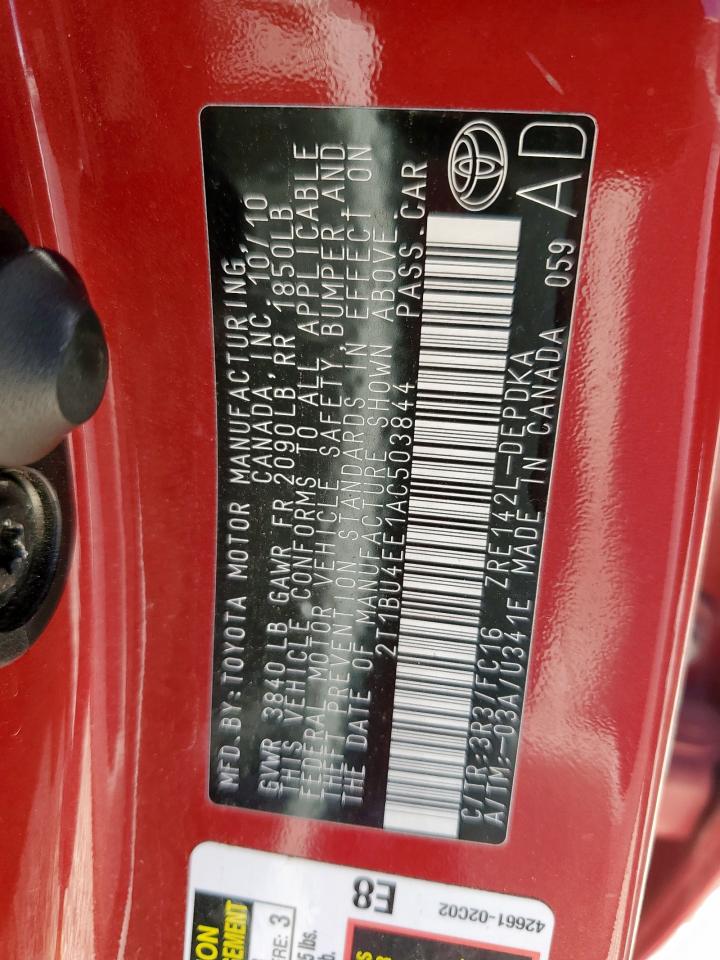 MFD. BY: TOYOTA MOTOR MANUFACTURING,
CANADA, INC. 10/10
GVWR 3840 LB GAWR FR 2090LB, RR 1850LB
THIS VEHICLE CONFORMS TO ALL APPLICABLE
FEDERAL MOTOR VEHICLE SAFETY, BUMPER, AND
THEFT PREVENTION STANDARDS IN EFFECT ON
THE DATE OF MANUFACTURE SHOWN ABOVE.
2T1BU4EE1AC503844 PASS. CAR
C/TR: 3R3/FC16 ZRE142L-DEPDKA
A/TM: -03A/U341E MADE IN CANADA 059
AD
E8
42661-02C02